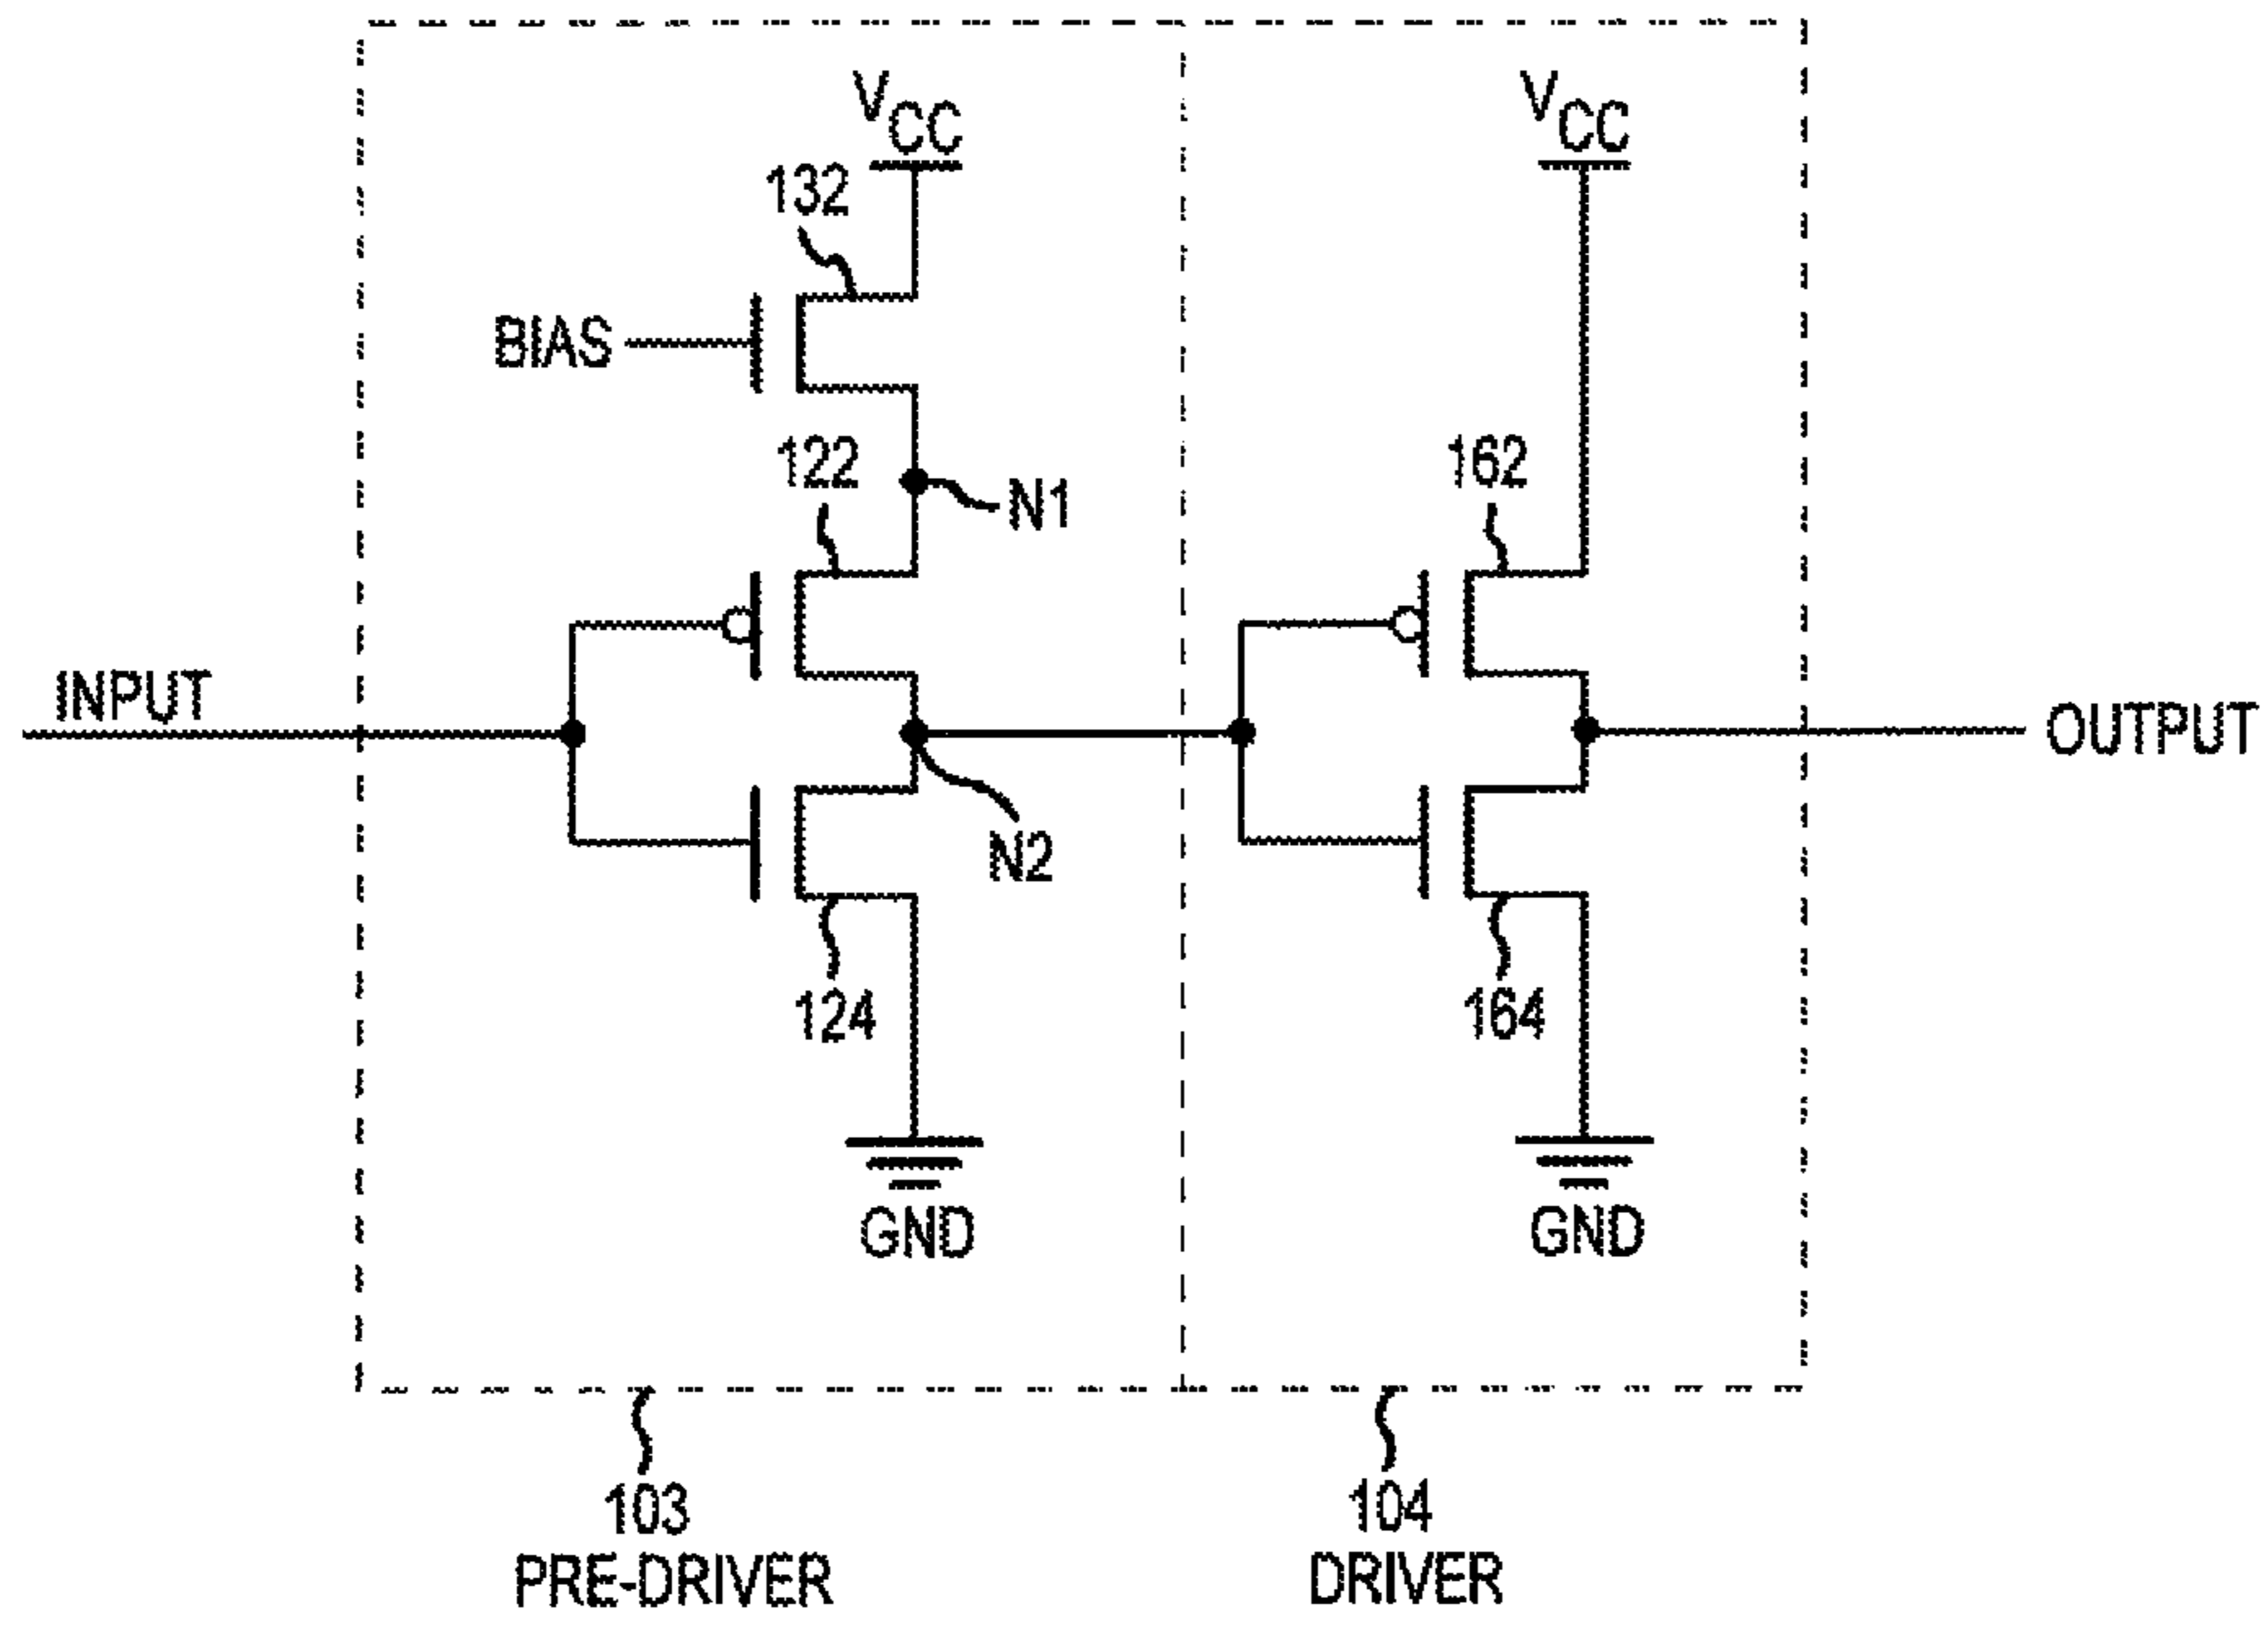 VCC
VCC
132
BIAS
122
N1
162
INPUT
OUTPUT
N2
124
164
GND
GND
103
PRE-DRIVER
104
DRIVER